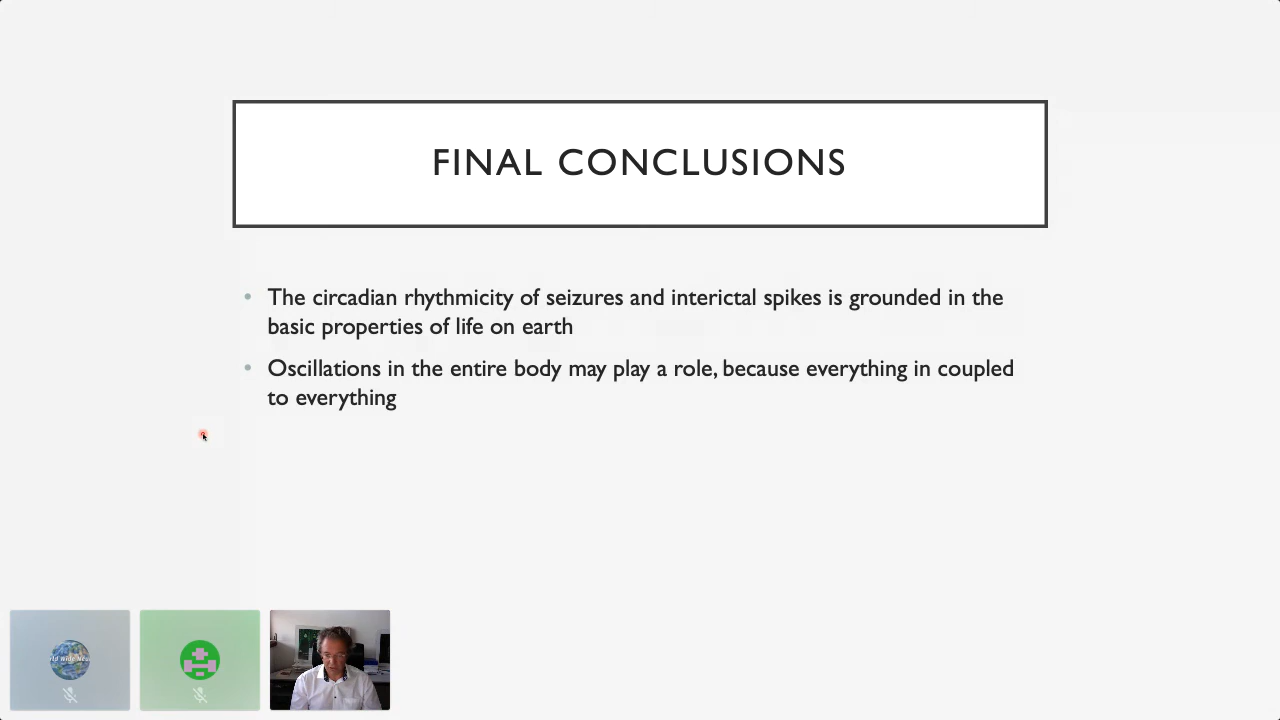 FINAL CONCLUSIONS
• The circadian rhythmicity of seizures and interictal spikes is grounded in the
basic properties of life on earth
• Oscillations in the entire body may play a role, because everything in coupled
to everything